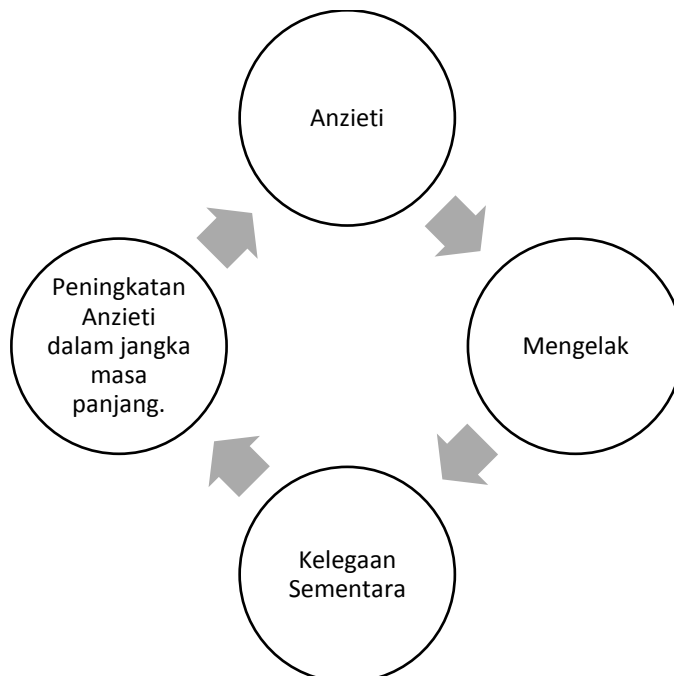 Anzieti
Mengelak
Kelegaan
Sementara
Peningkatan
Anzieti
dalam jangka
masa
panjang.